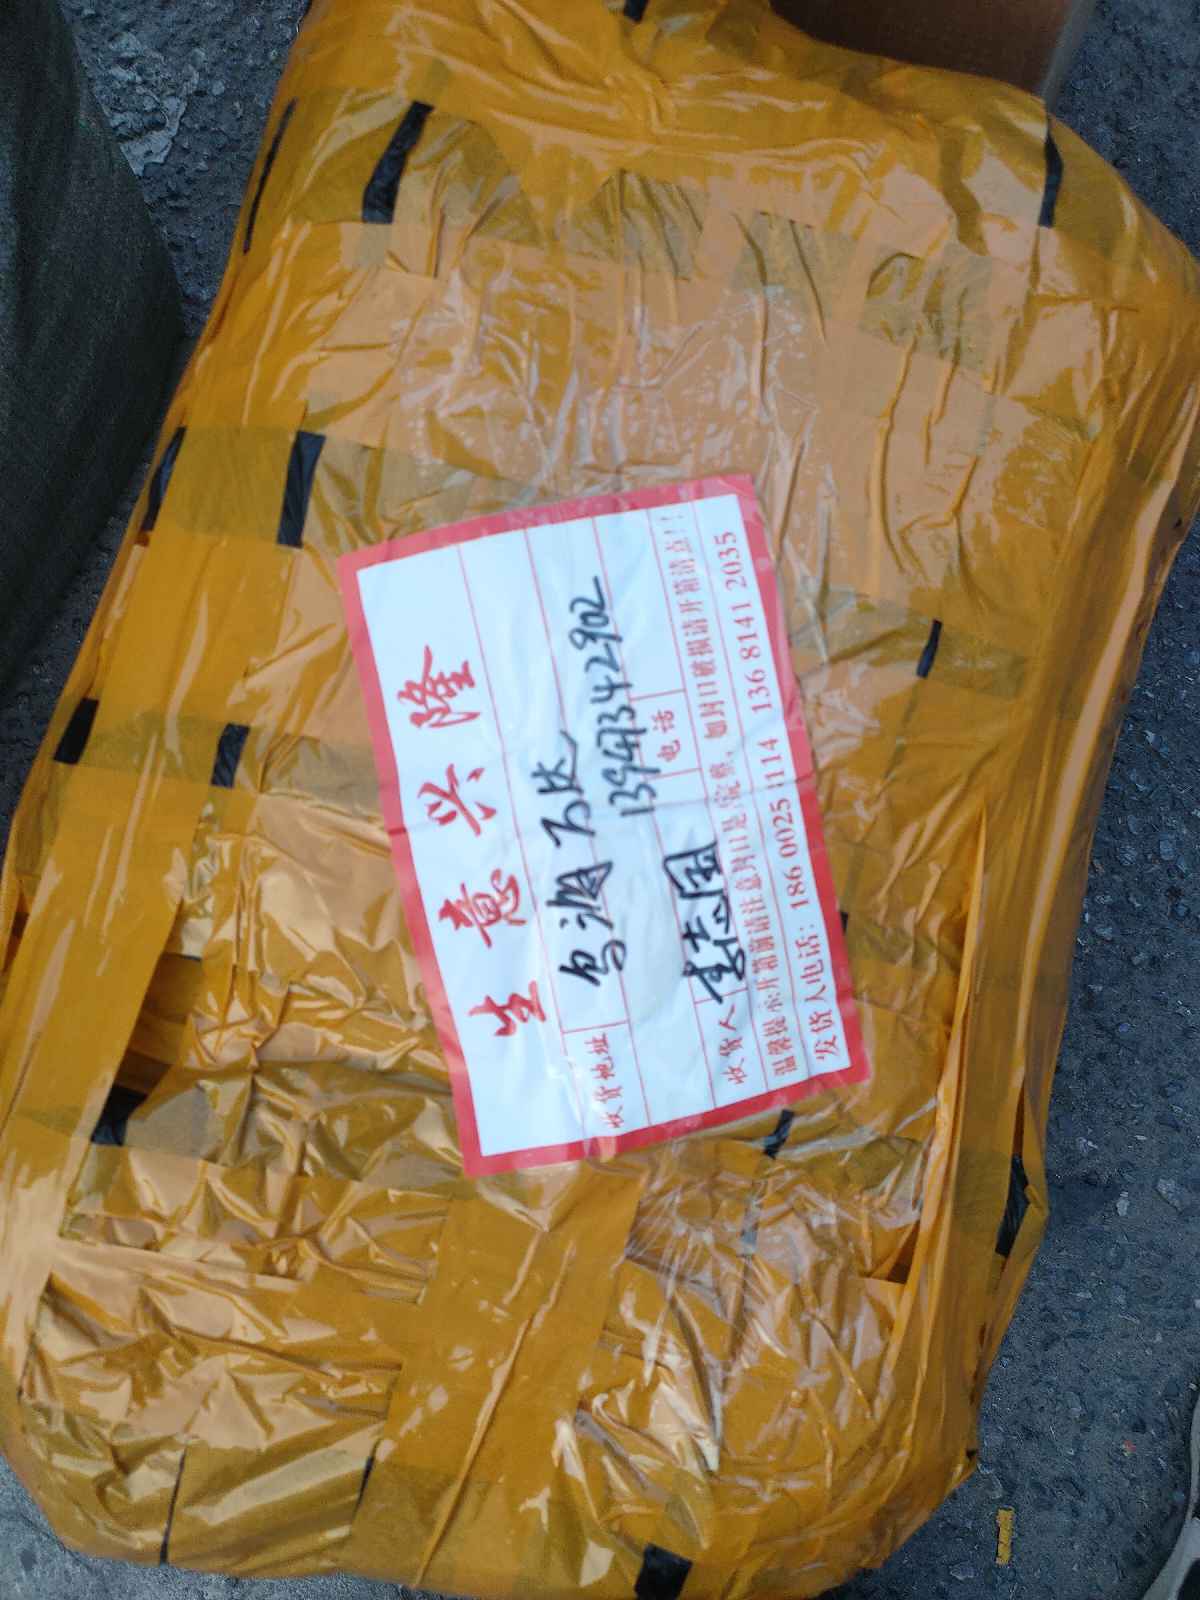 生意兴隆
收货地址 乌海万达
13947342902
电话
收货人 李志国
温馨提示:开箱前请注意封口是否完整，如封口破损请开箱清点!!
发货人电话: 186 0025 1114 136 8141 2035